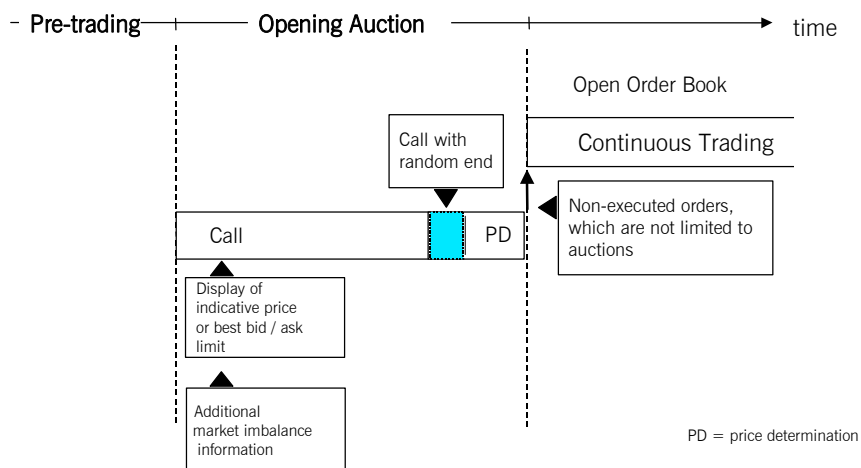 Pre-trading
Opening Auction
time
Open Order Book
Call with
random end
Continuous Trading
Non-executed orders,
which are not limited to
auctions
Call
PD
Display of
indicative price
or best bid / ask
limit
Additional
market imbalance
information
PD = price determination